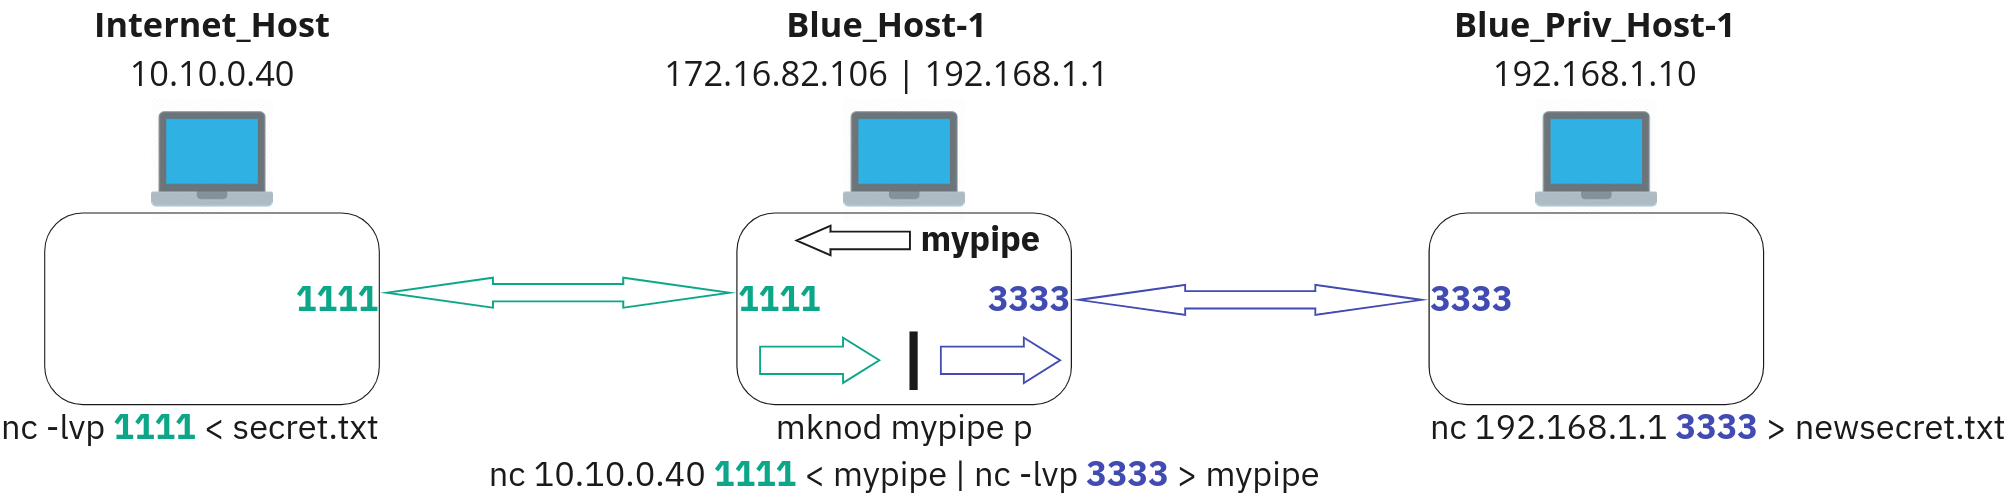 Internet_Host
10.10.0.40
Blue_Host-1
172.16.82.106 | 192.168.1.1
Blue_Priv_Host-1
192.168.1.10
mypipe
1111
1111
3333
3333
nc -lvp 1111 < secret.txt
mknod mypipe p
nc 10.10.0.40 1111 < mypipe | nc -lvp 3333 > mypipe
nc 192.168.1.1 3333 > newsecret.txt